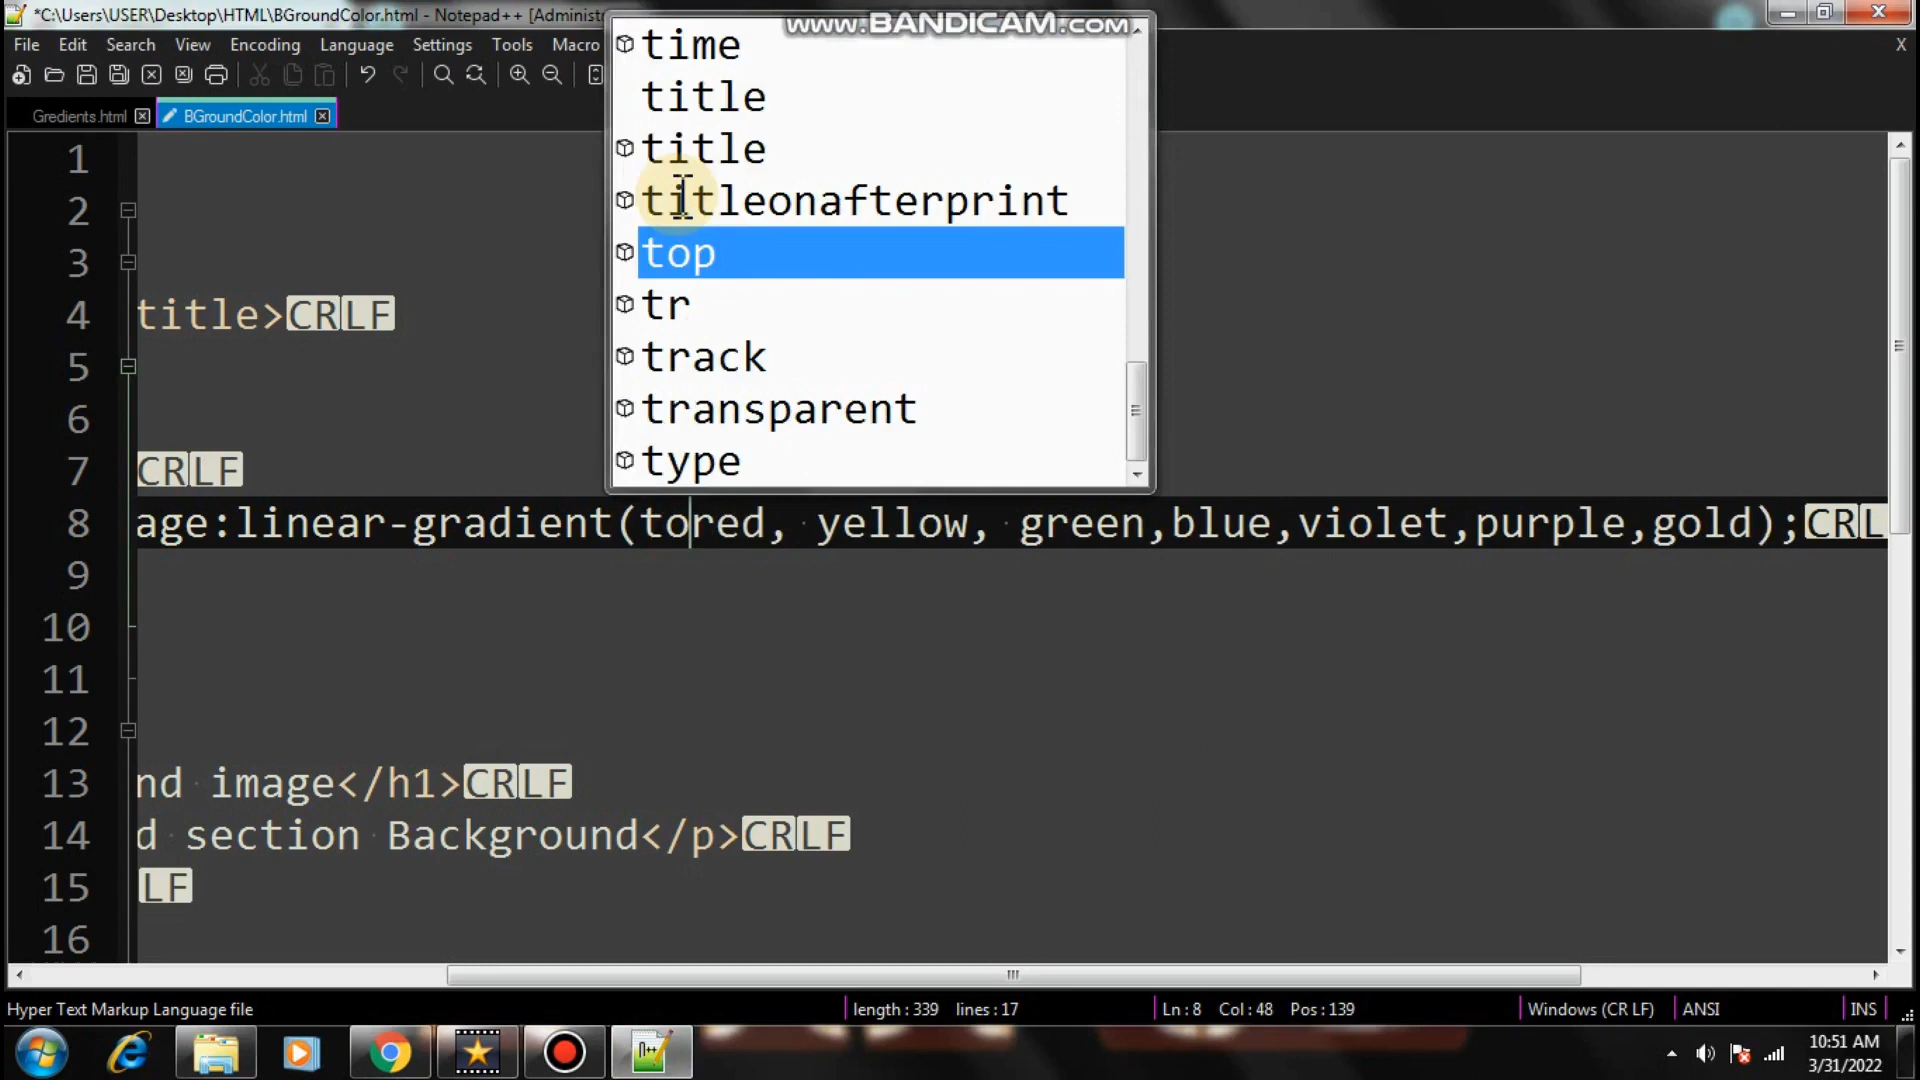 *C:\Users\USER\Desktop\HTML\BGroundColor.html - Notepad++ [Adminis
www.BANDICAM.com
File Edit Search View Encoding Language Settings Tools Macro
X
Gredients.html
BGroundColor.html
time
title
title
titleonafterprint
top
tr
track
transparent
type
1
2
3
4 title>CRLF
5
6
7 CRLF
8 age:linear-gradient(tored, yellow, green,blue,violet,purple,gold);CRL
9
10
11
12
13 nd image</h1>CRLF
14 d section Background</p>CRLF
15 LF
16
Hyper Text Markup Language file
length : 339 lines : 17
Ln : 8 Col : 48 Pos : 139
Windows (CR LF)
ANSI
INS
10:51 AM
3/31/2022